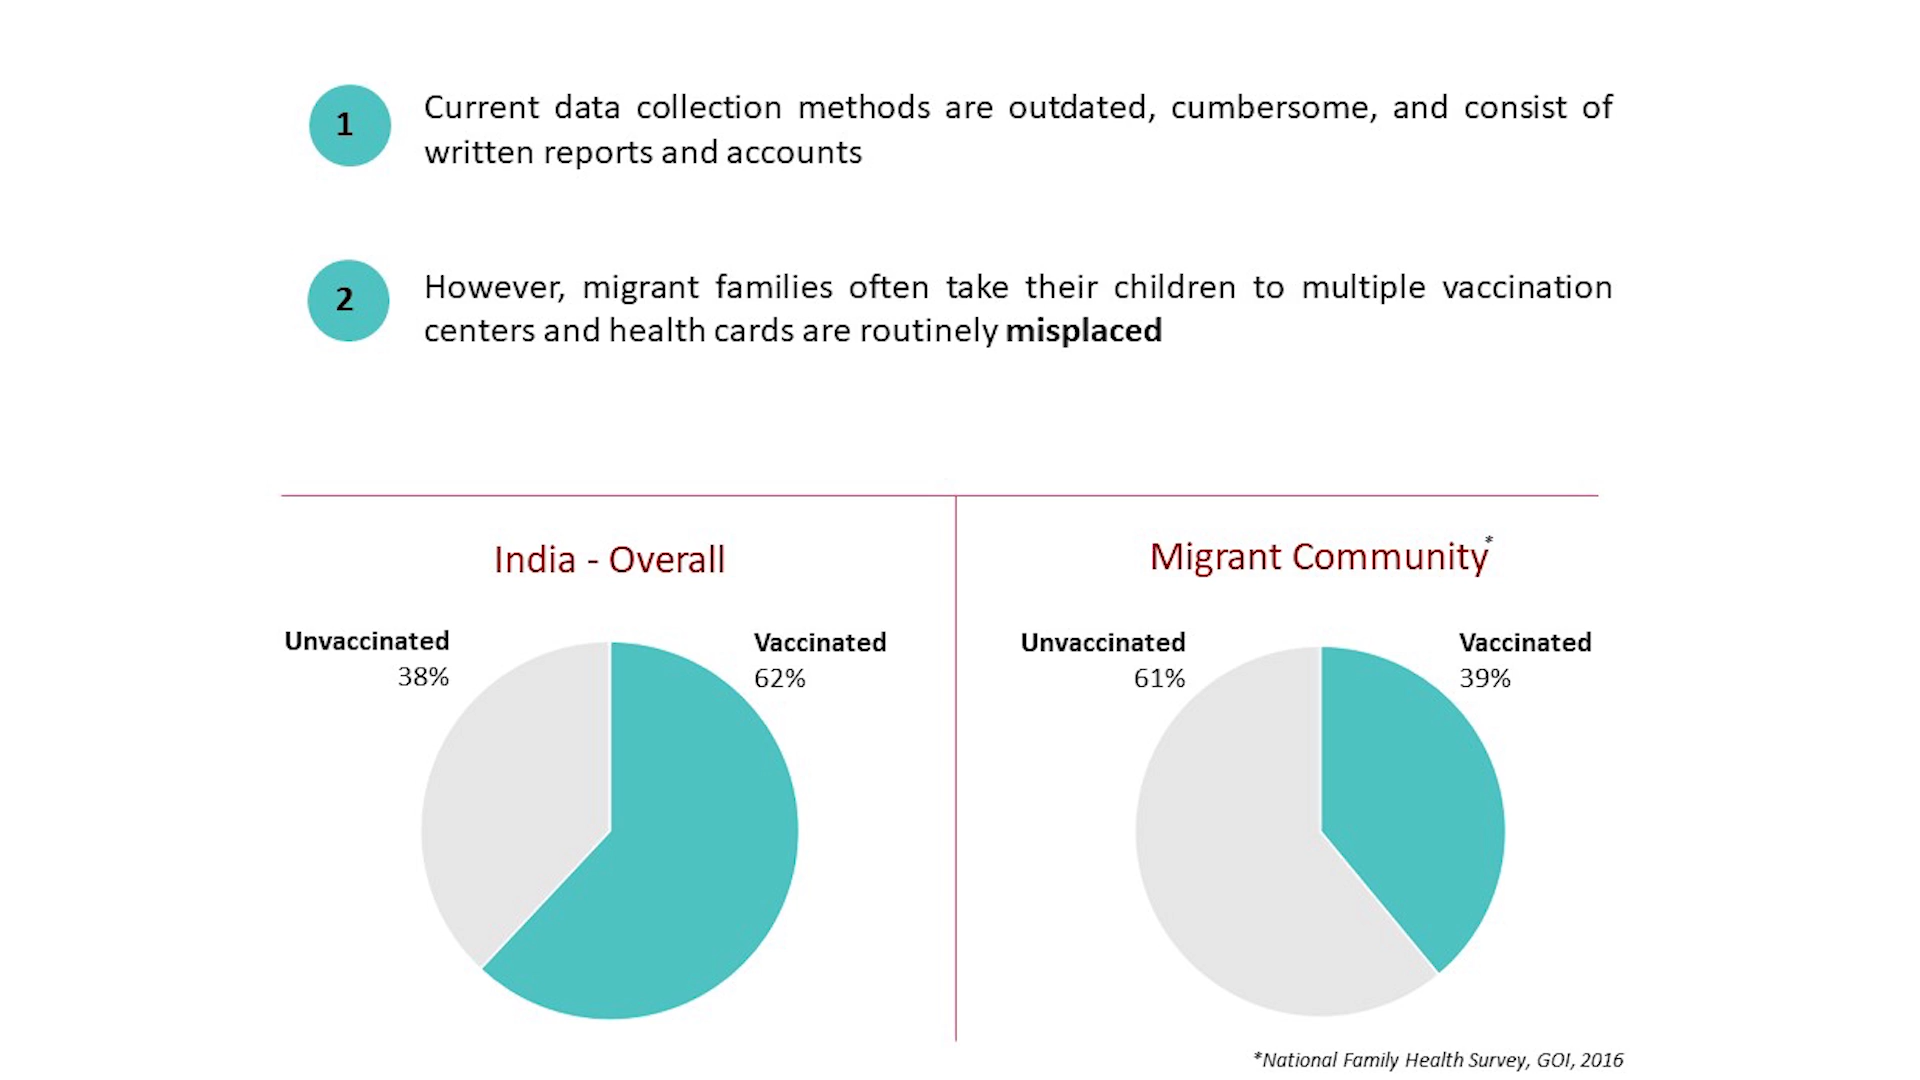 1
Current data collection methods are outdated, cumbersome, and consist of
written reports and accounts
2
However, migrant families often take their children to multiple vaccination
centers and health cards are routinely misplaced
India - Overall
Unvaccinated
38%
Vaccinated
62%
Migrant Community*
Unvaccinated
61%
Vaccinated
39%
*National Family Health Survey, GOI, 2016